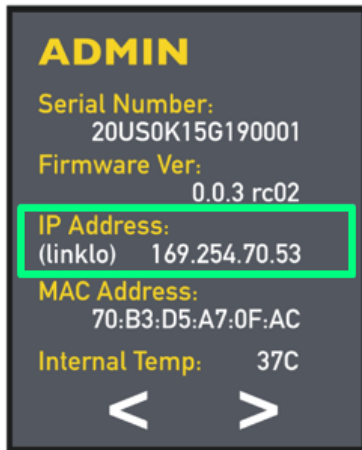 ADMIN
Serial Number:
20US0K15G190001
Firmware Ver:
0.0.3 rc02
IP Address:
(linklo) 169.254.70.53
MAC Address:
70:B3:D5:A7:0F:AC
Internal Temp: 37C
< >